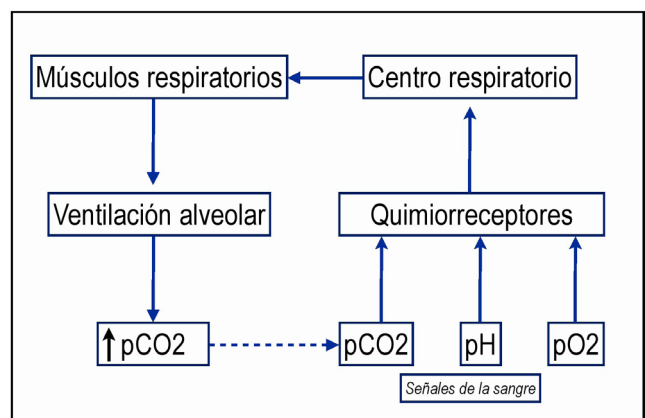 Músculos respiratorios
Centro respiratorio
Ventilación alveolar
Quimiorreceptores
pCO2
pCO2
pH
pO2
Señales de la sangre